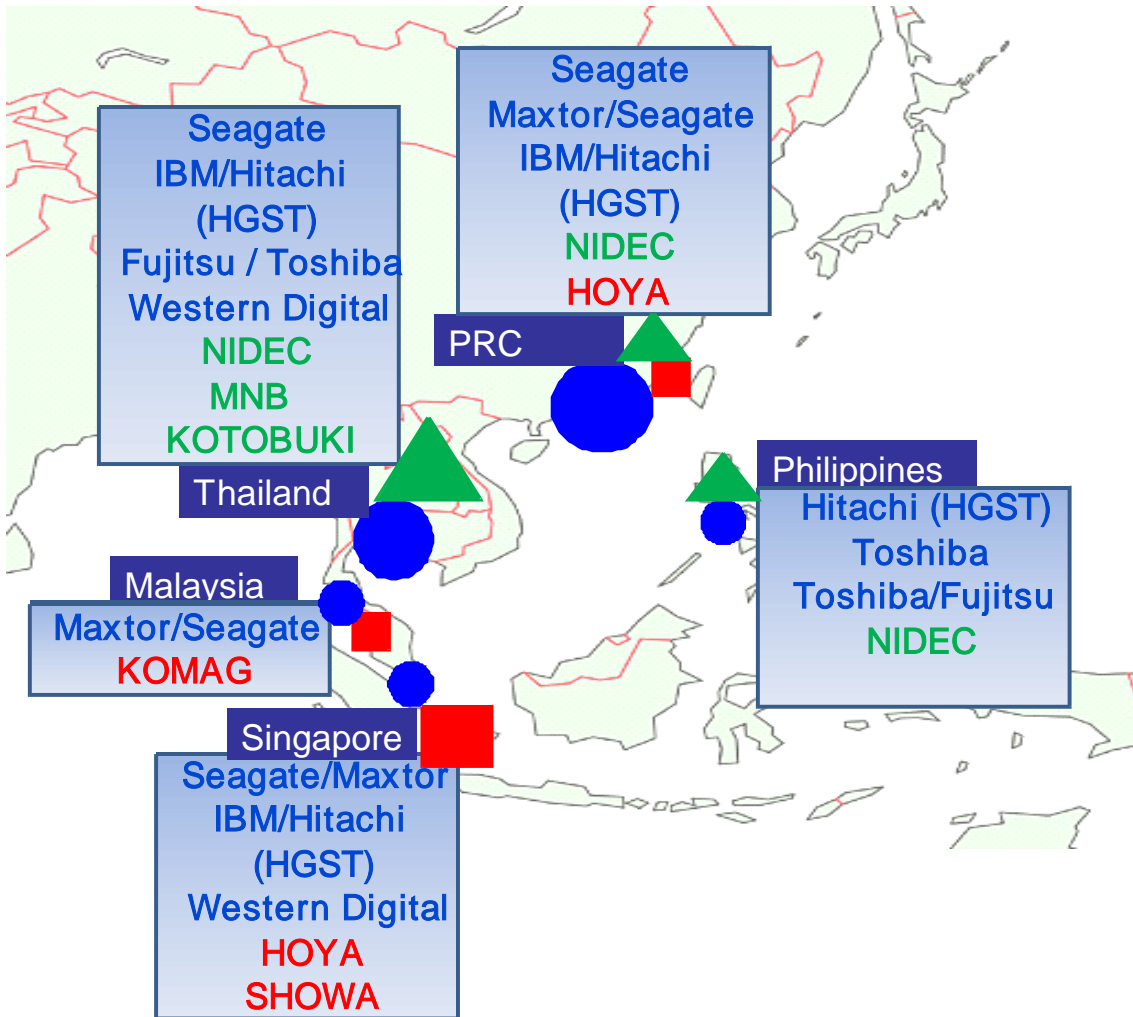 Seagate
Maxtor/Seagate
IBM/Hitachi
(HGST)
NIDEC
HOYA
PRC
Seagate
IBM/Hitachi
(HGST)
Fujitsu / Toshiba
Western Digital
NIDEC
MNB
KOTOBUKI
Thailand
Philippines
Hitachi (HGST)
Toshiba
Toshiba/Fujitsu
NIDEC
Malaysia
Maxtor/Seagate
KOMAG
Singapore
Seagate/Maxtor
IBM/Hitachi
(HGST)
Western Digital
HOYA
SHOWA